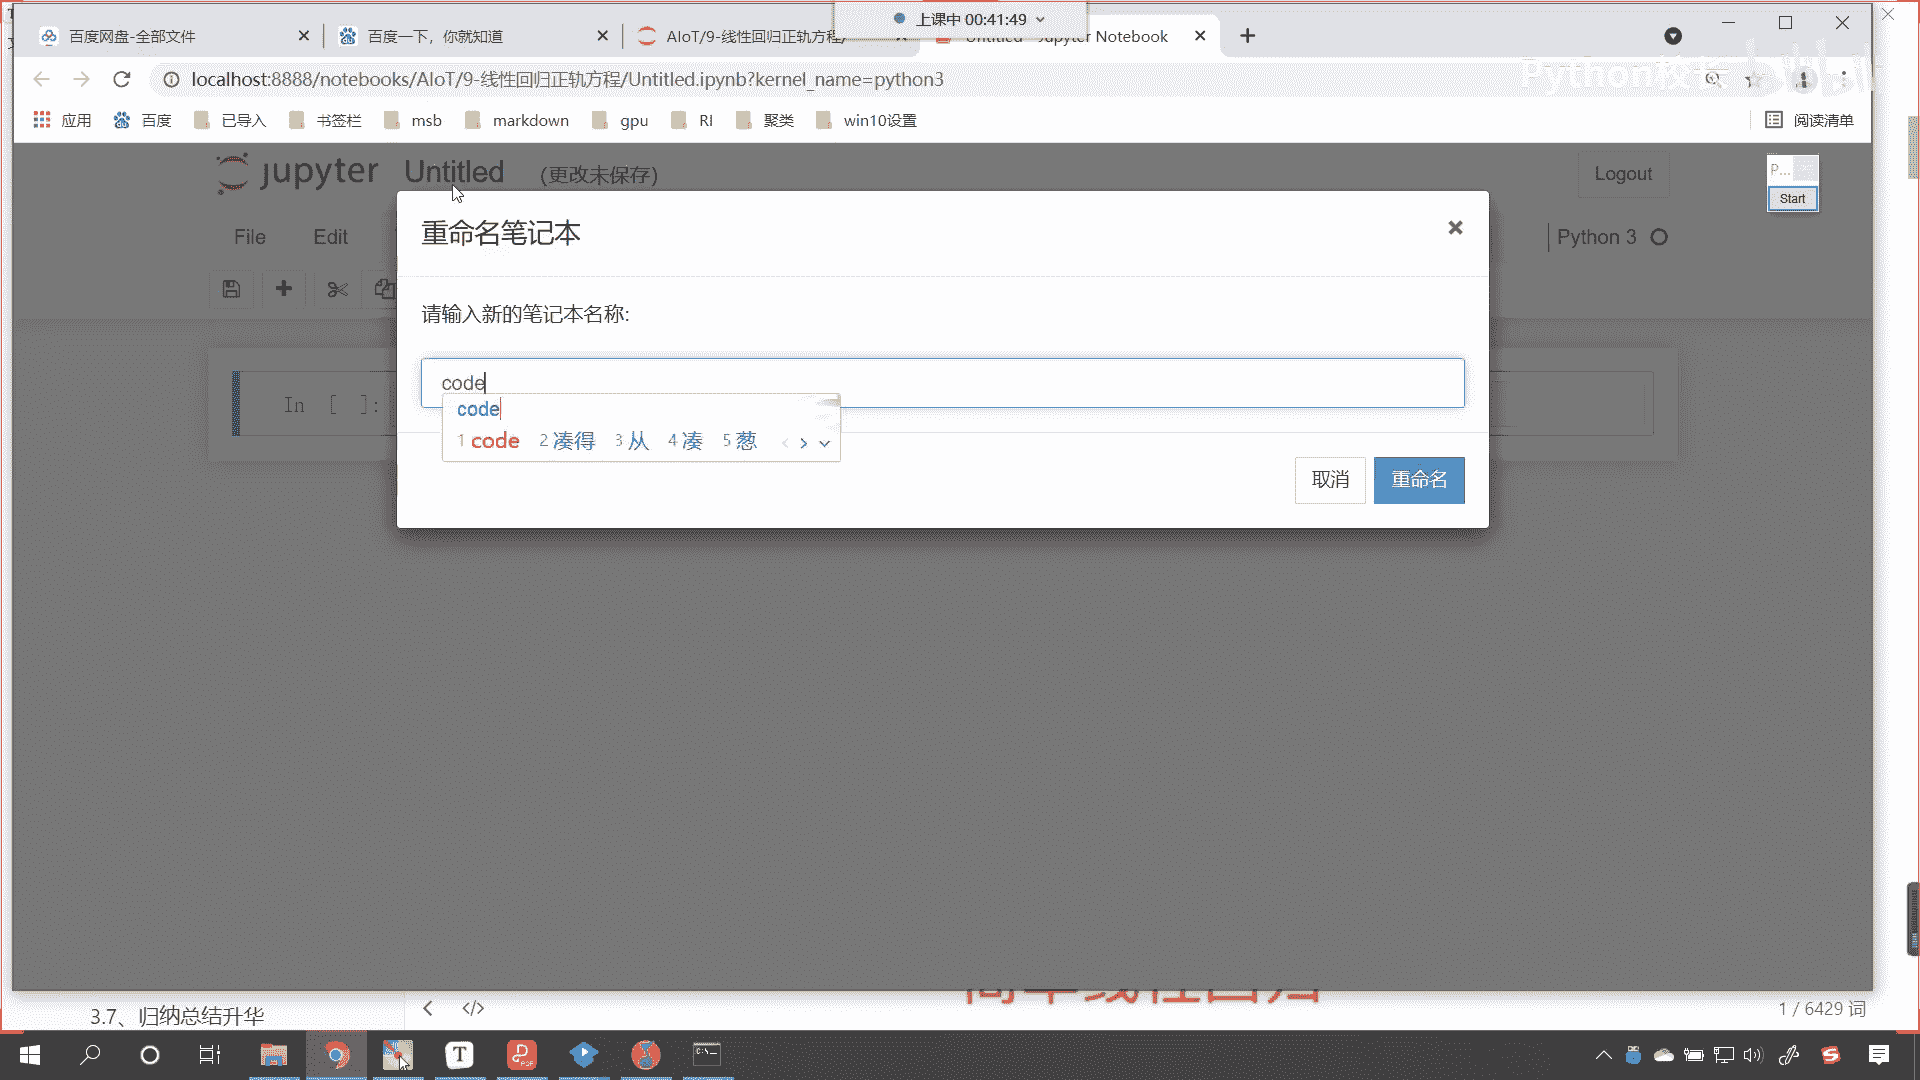 上课中 00:41:49
百度网盘-全部文件
百度一下，你就知道
AIoT/9-线性回归正轨方程/
Untitled - Jupyter Notebook
localhost:8888/notebooks/AIoT/9-线性回归正轨方程/Untitled.ipynb?kernel_name=python3
应用
百度
已导入
书签栏
msb
markdown
gpu
RI
聚类
win10设置
阅读清单
jupyter Untitled (更改未保存)
Logout
P...
Start
File
Edit
Python 3
重命名笔记本
请输入新的笔记本名称:
code
In [ ]:
code
1 code 2 凑得 3 从 4 凑 5 葱
取消
重命名
简单线性回归
3.7、归纳总结升华
1 / 6429 词